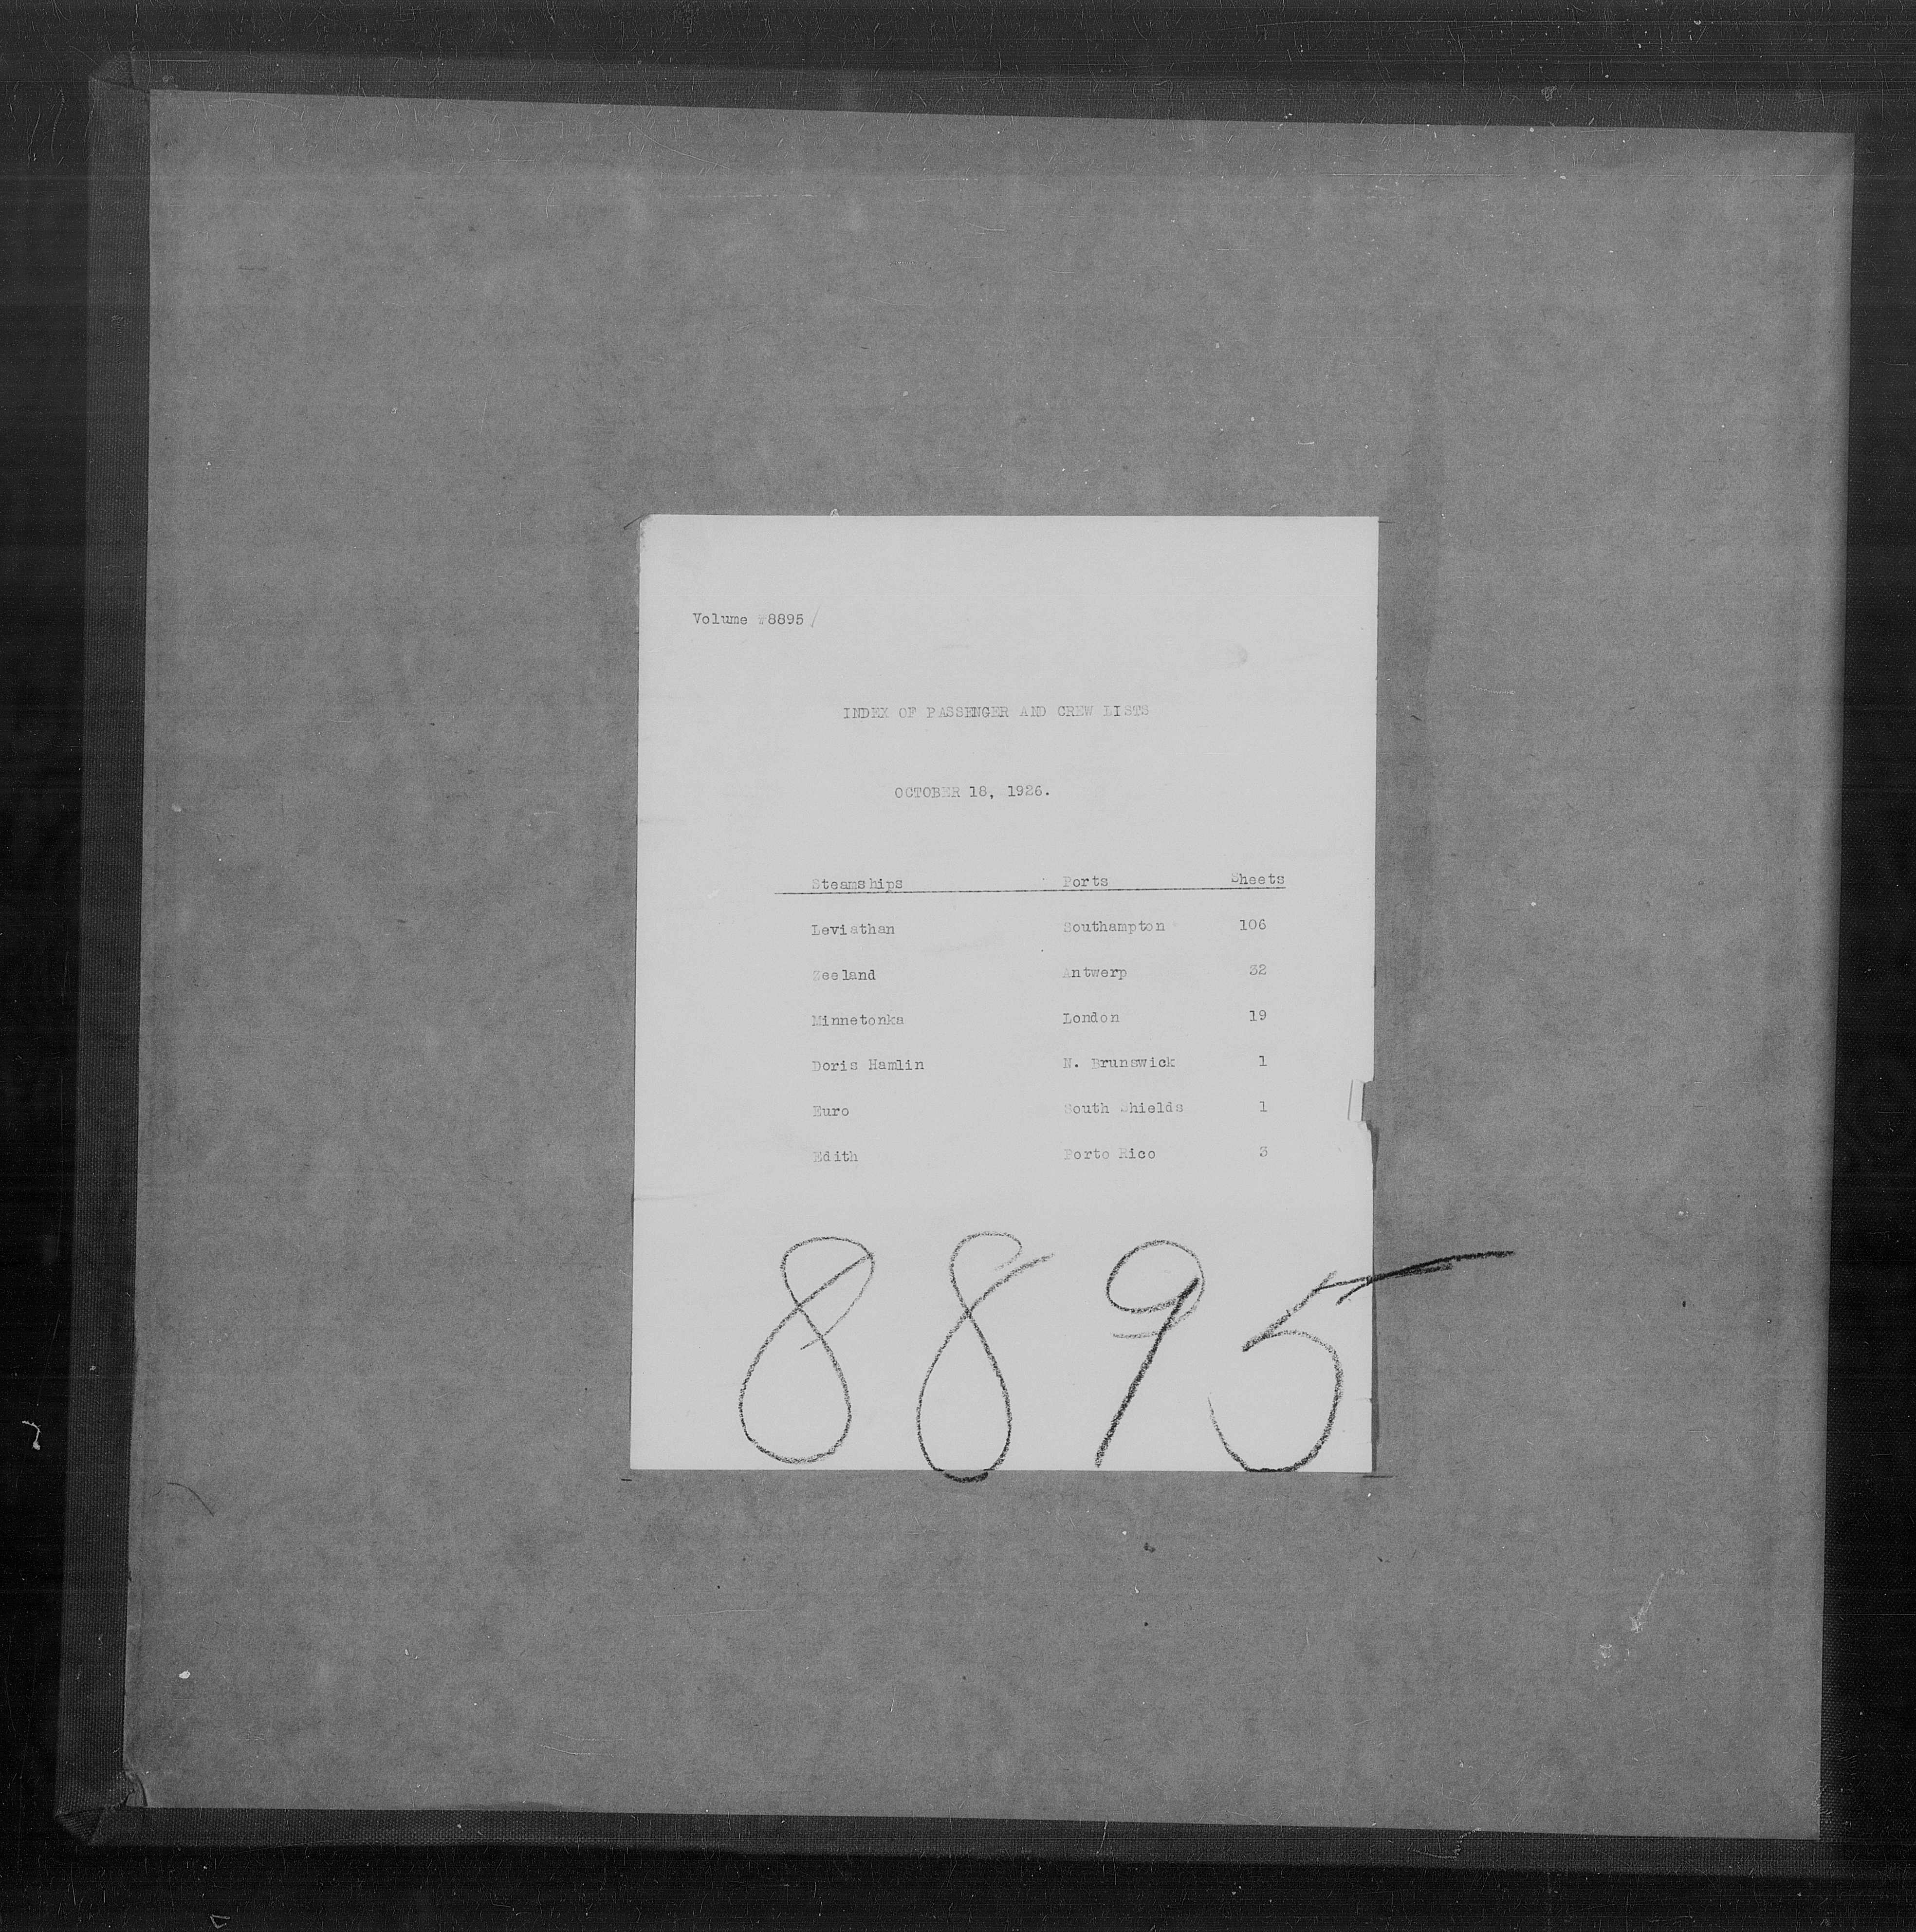 Volume #8895
INDEX OF PASSENGER AND CREW LISTS
OCTOBER 18, 1926.
Steamships Ports Sheets
Leviathan Southampton 106
Zeeland Antwerp 32
Minnetonka London 19
Doris Hamlin N. Brunswick 1
Euro South Shields 1
Edith Porto Rico 3
8895